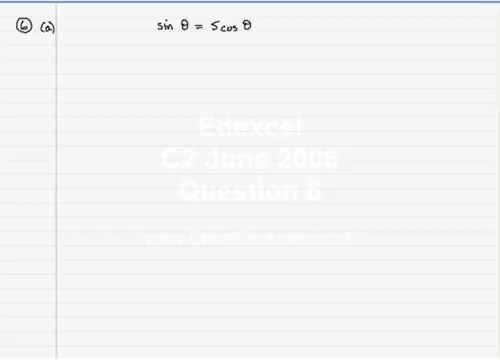 ⑥ (a) sin θ = 5cos θ
Edexcel
C2 June 2008
Question 6